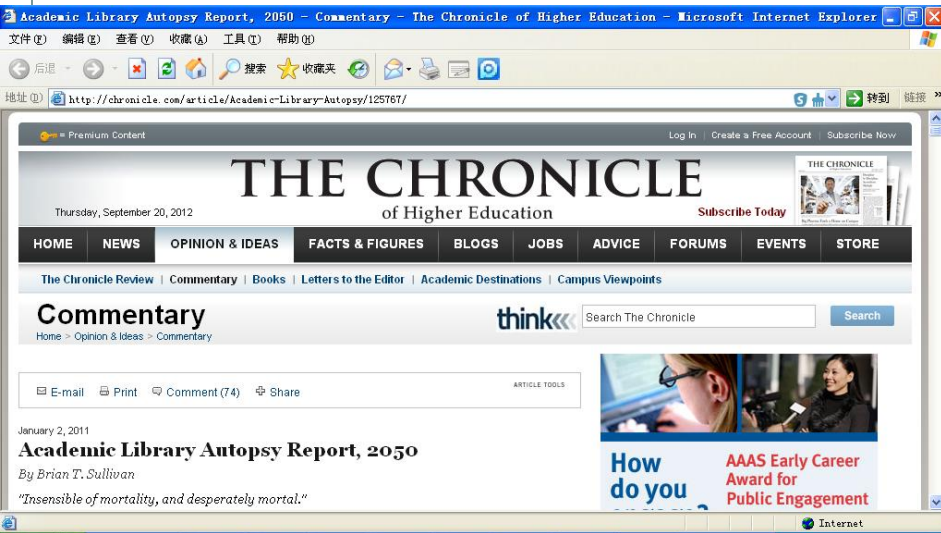 Academic Library Autopsy Report, 2050 - Commentary - The Chronicle of Higher Education - Microsoft Internet Explorer
文件(F) 编辑(E) 查看(V) 收藏(A) 工具(T) 帮助(H)
后退 搜索 收藏夹
地址(D) http://chronicle.com/article/Academic-Library-Autopsy/125767/ 转到 链接 »
= Premium Content Log In | Create a Free Account | Subscribe Now
THE CHRONICLE
of Higher Education
THE CHRONICLE
Thursday, September 20, 2012
Subscribe Today
HOME NEWS OPINION & IDEAS FACTS & FIGURES BLOGS JOBS ADVICE FORUMS EVENTS STORE
The Chronicle Review | Commentary | Books | Letters to the Editor | Academic Destinations | Campus Viewpoints
Commentary
Home > Opinion & Ideas > Commentary
think
Search The Chronicle
Search
E-mail Print Comment (74) Share
ARTICLE TOOLS
January 2, 2011
Academic Library Autopsy Report, 2050
By Brian T. Sullivan
"Insensible of mortality, and desperately mortal."
How
do you
AAAS Early Career
Award for
Public Engagement
Internet